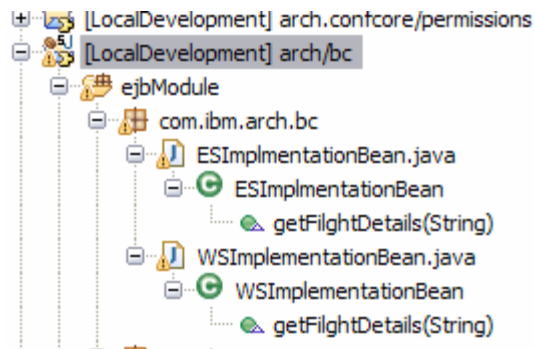 [LocalDevelopment] arch.confcore/permissions
[LocalDevelopment] arch/bc
ejbModule
com.ibm.arch.bc
ESImplmentationBean.java
ESImplmentationBean
getFilghtDetails(String)
WSImplementationBean.java
WSImplementationBean
getFilghtDetails(String)